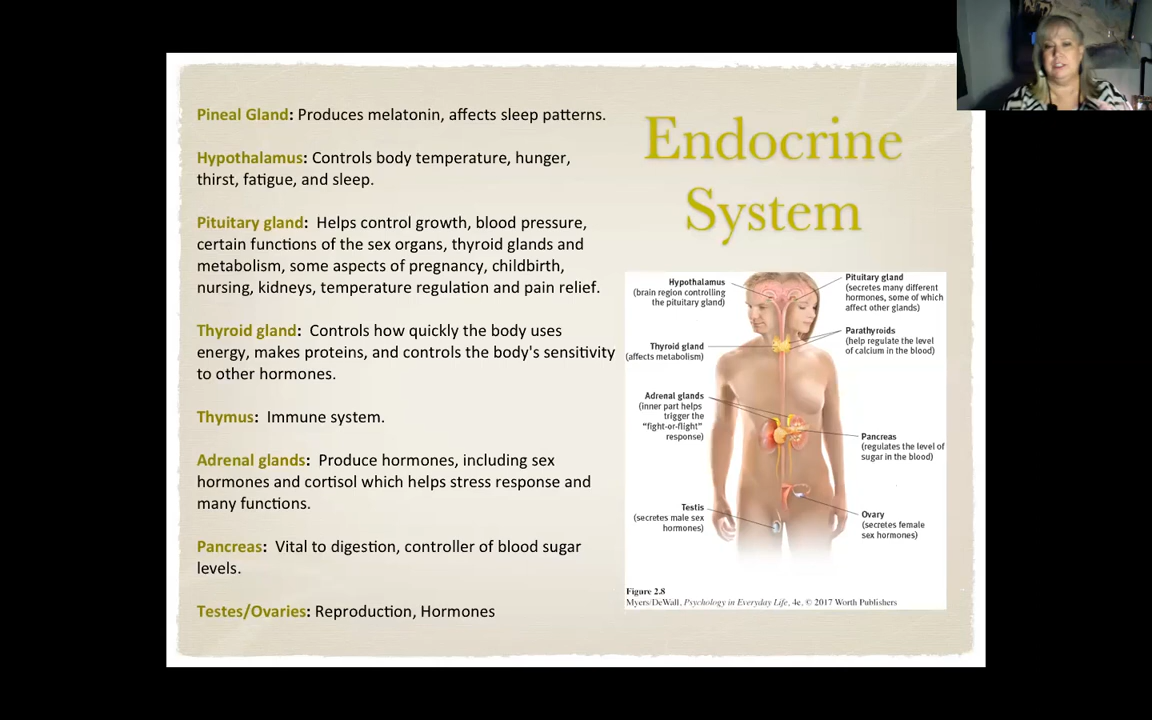 Pineal Gland: Produces melatonin, affects sleep patterns.
Hypothalamus: Controls body temperature, hunger,
thirst, fatigue, and sleep.
Pituitary gland:  Helps control growth, blood pressure,
certain functions of the sex organs, thyroid glands and
metabolism, some aspects of pregnancy, childbirth,
nursing, kidneys, temperature regulation and pain relief.
Thyroid gland:  Controls how quickly the body uses
energy, makes proteins, and controls the body's sensitivity
to other hormones.
Thymus:  Immune system.
Adrenal glands:  Produce hormones, including sex
hormones and cortisol which helps stress response and
many functions.
Pancreas:  Vital to digestion, controller of blood sugar
levels.
Testes/Ovaries: Reproduction, Hormones
Endocrine
System
Hypothalamus
(brain region controlling
the pituitary gland)
Thyroid gland
(affects metabolism)
Adrenal glands
(inner part helps
trigger the
"fight-or-flight"
response)
Testis
(secretes male sex
hormones)
Pituitary gland
(secretes many different
hormones, some of which
affect other glands)
Parathyroids
(help regulate the level
of calcium in the blood)
Pancreas
(regulates the level of
sugar in the blood)
Ovary
(secretes female
sex hormones)
Figure 2.8
Myers/DeWall, Psychology in Everyday Life, 4e, © 2017 Worth Publishers